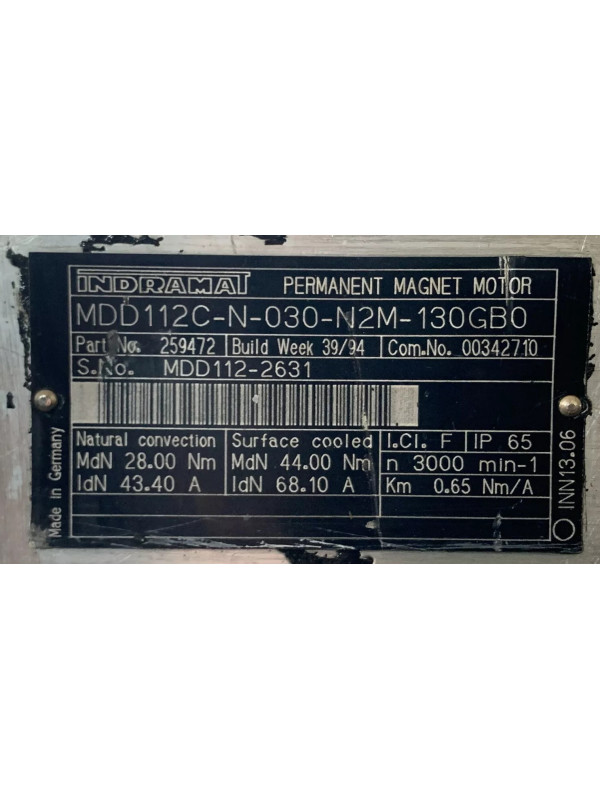 INDRAMAT PERMANENT MAGNET MOTOR
MDD112C-N-030-N2M-130GB0
Part No. 259472 Build Week 39/94 Com.No. 00342710
S.No. MDD112-2631
Natural convection Surface cooled I.Cl. F IP 65
MdN 28.00 Nm MdN 44.00 Nm n 3000 min-1
IdN 43.40 A IdN 68.10 A Km 0.65 Nm/A
Made in Germany
INN13.06